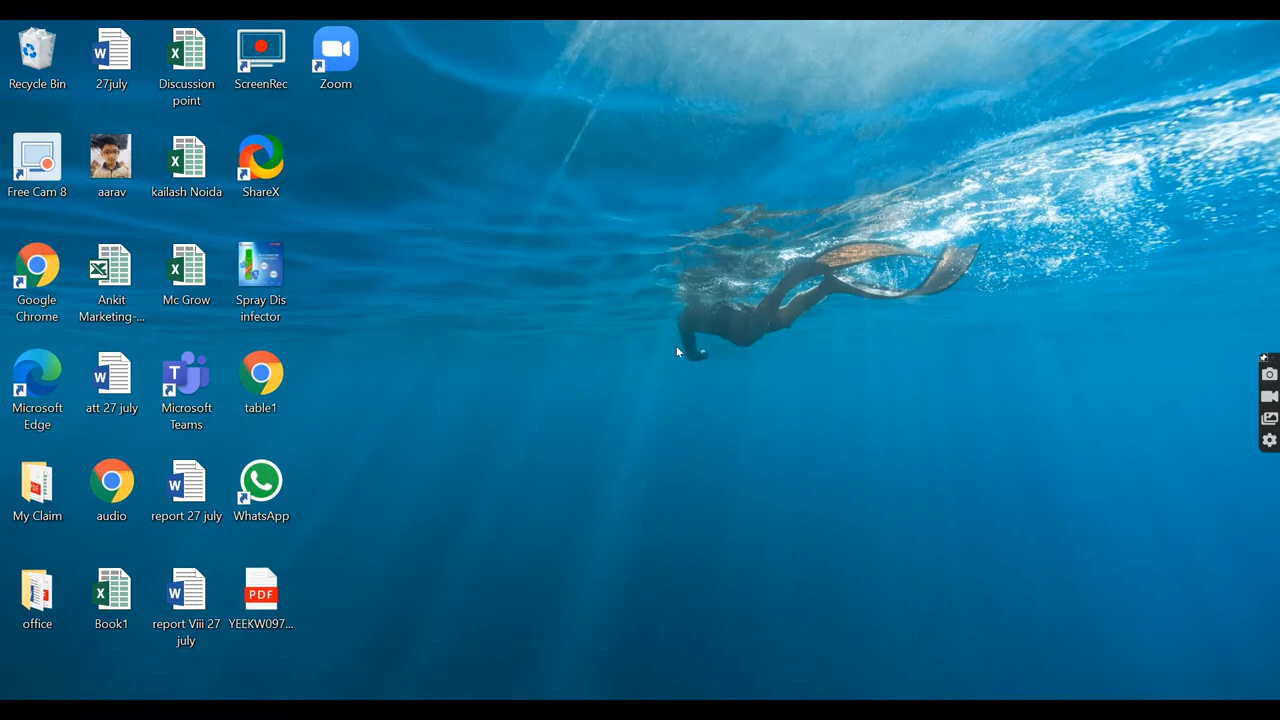 Recycle Bin
27july
Discussion
point
ScreenRec
Zoom
Free Cam 8
aarav
kailash Noida
ShareX
Google
Chrome
Ankit
Marketing-...
Mc Grow
Spray Dis
infector
Microsoft
Edge
att 27 july
Microsoft
Teams
table1
My Claim
audio
report 27 july
WhatsApp
office
Book1
report Viii 27
july
PDF
YEEKW097...